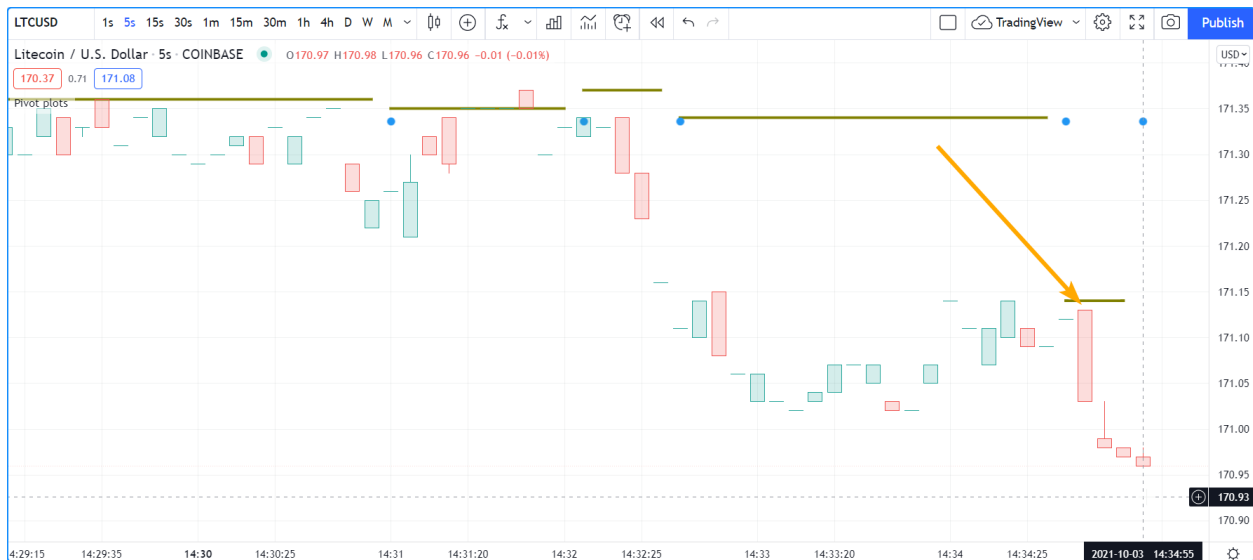 LTCUSD 1s 5s 15s 30s 1m 15m 30m 1h 4h D W M fx TradingView Publish
Litecoin / U.S. Dollar · 5s · COINBASE O170.97 H170.98 L170.96 C170.96 -0.01 (-0.01%) USD
170.37 0.71 171.08
Pivot plots
171.40
171.35
171.30
171.25
171.20
171.15
171.10
171.05
171.00
170.95
170.93
170.90
4:29:15 14:29:35 14:30 14:30:25 14:31 14:31:20 14:32 14:32:25 14:33 14:33:20 14:34 14:34:25 2021-10-03 14:34:55